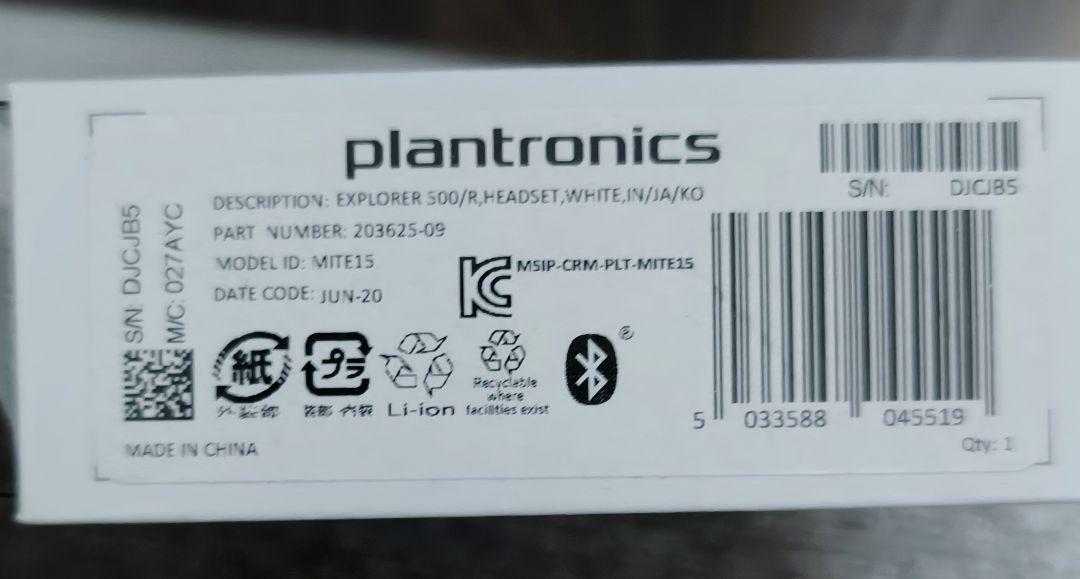 plantronics
S/N: DJCJB5
DESCRIPTION: EXPLORER 500/R,HEADSET,WHITE,IN/JA/KO
PART NUMBER: 203625-09
MODEL ID: MITE15
DATE CODE: JUN-20
MSIP-CRM-PLT-MITE15
S/N: DJCJB5
M/C: 027AYC
紙
プラ
Li-ion
Recyclable
where
facilities exist
®
5 033588 045519
Qty: 1
MADE IN CHINA